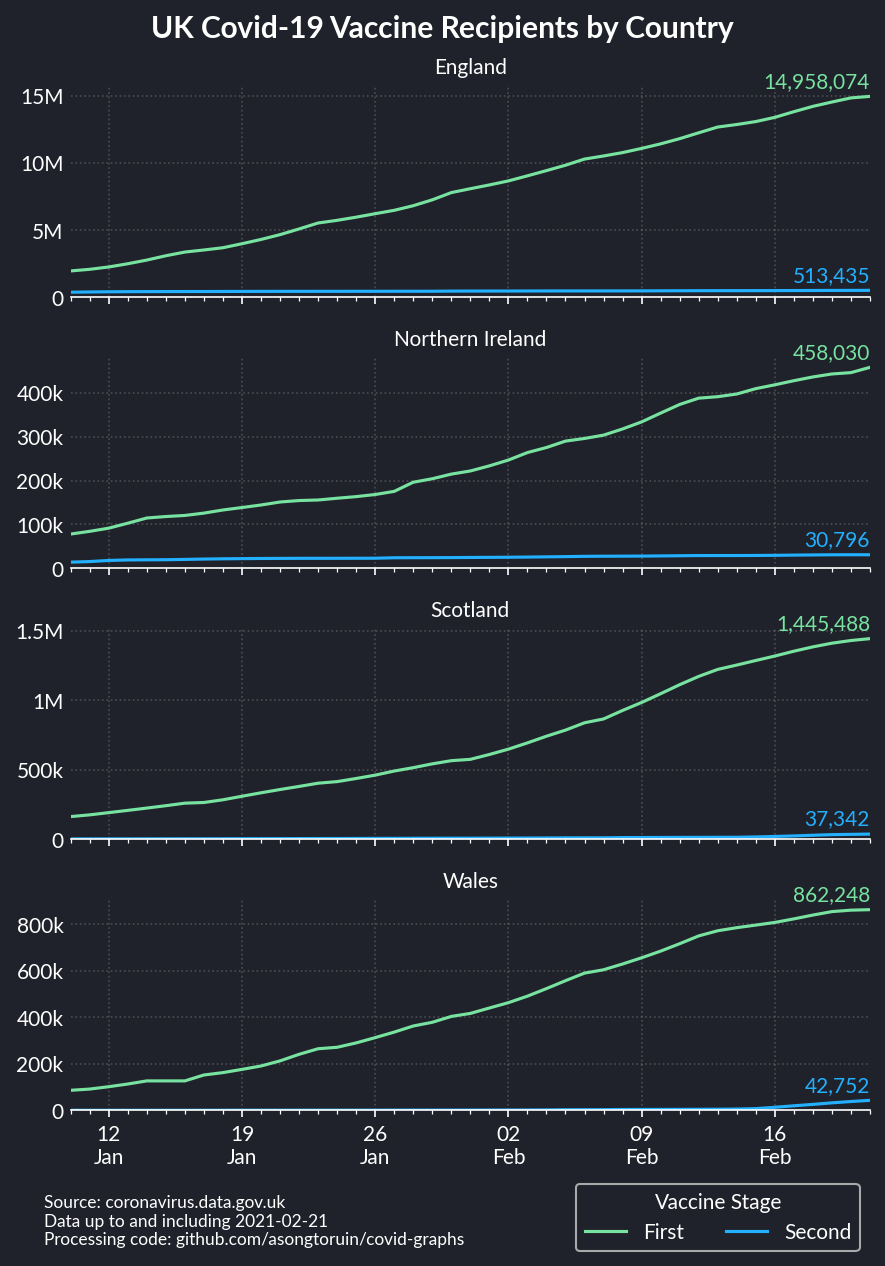 UK Covid-19 Vaccine Recipients by Country
England
14,958,074
15M
10M
5M
513,435
0
Northern Ireland
458,030
400k
300k
200k
100k
30,796
0
Scotland
1,445,488
1.5M
1M
500k
37,342
0
Wales
862,248
800k
600k
400k
200k
42,752
0
12 19 26 02 09 16
Jan Jan Jan Feb Feb Feb
Source: coronavirus.data.gov.uk
Data up to and including 2021-02-21
Processing code: github.com/asongtoruin/covid-graphs
Vaccine Stage
First Second